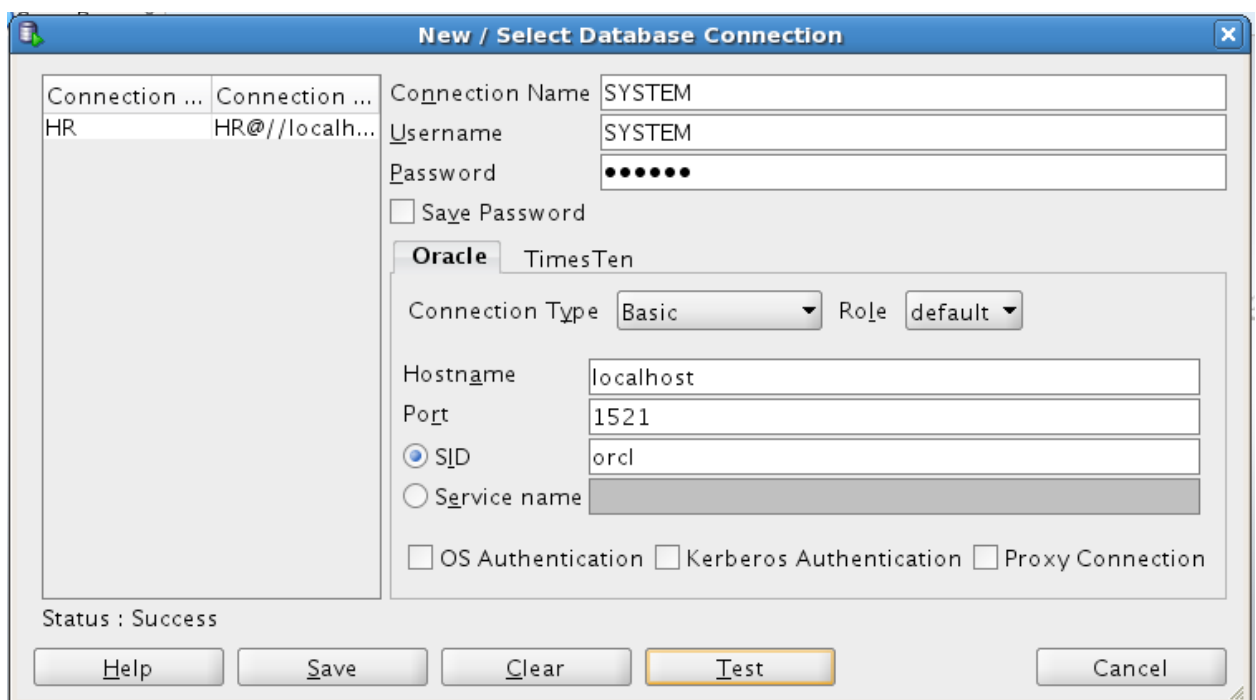 New / Select Database Connection
Connection ... Connection ...
HR HR@//localh...
Connection Name SYSTEM
Username SYSTEM
Password ••••••
Save Password
Oracle TimesTen
Connection Type Basic Role default
Hostname localhost
Port 1521
SID orcl
Service name
OS Authentication Kerberos Authentication Proxy Connection
Status : Success
Help Save Clear Test Cancel